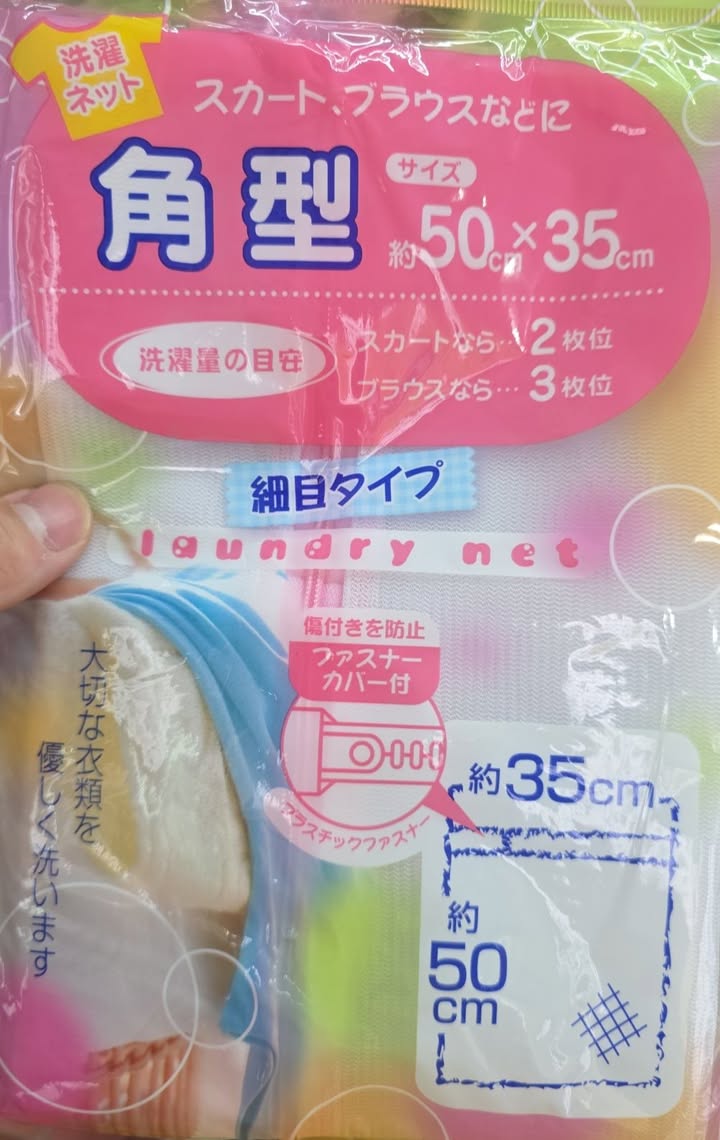 洗濯
ネット
スカート、ブラウスなどに
角型
サイズ
約50cm×35cm
洗濯量の目安
スカートなら…2枚位
ブラウスなら…3枚位
細目タイプ
laundry net
傷付きを防止
ファスナー
カバー付
プラスチックファスナー
大切な衣類を
優しく洗います
約35cm
約
50
cm